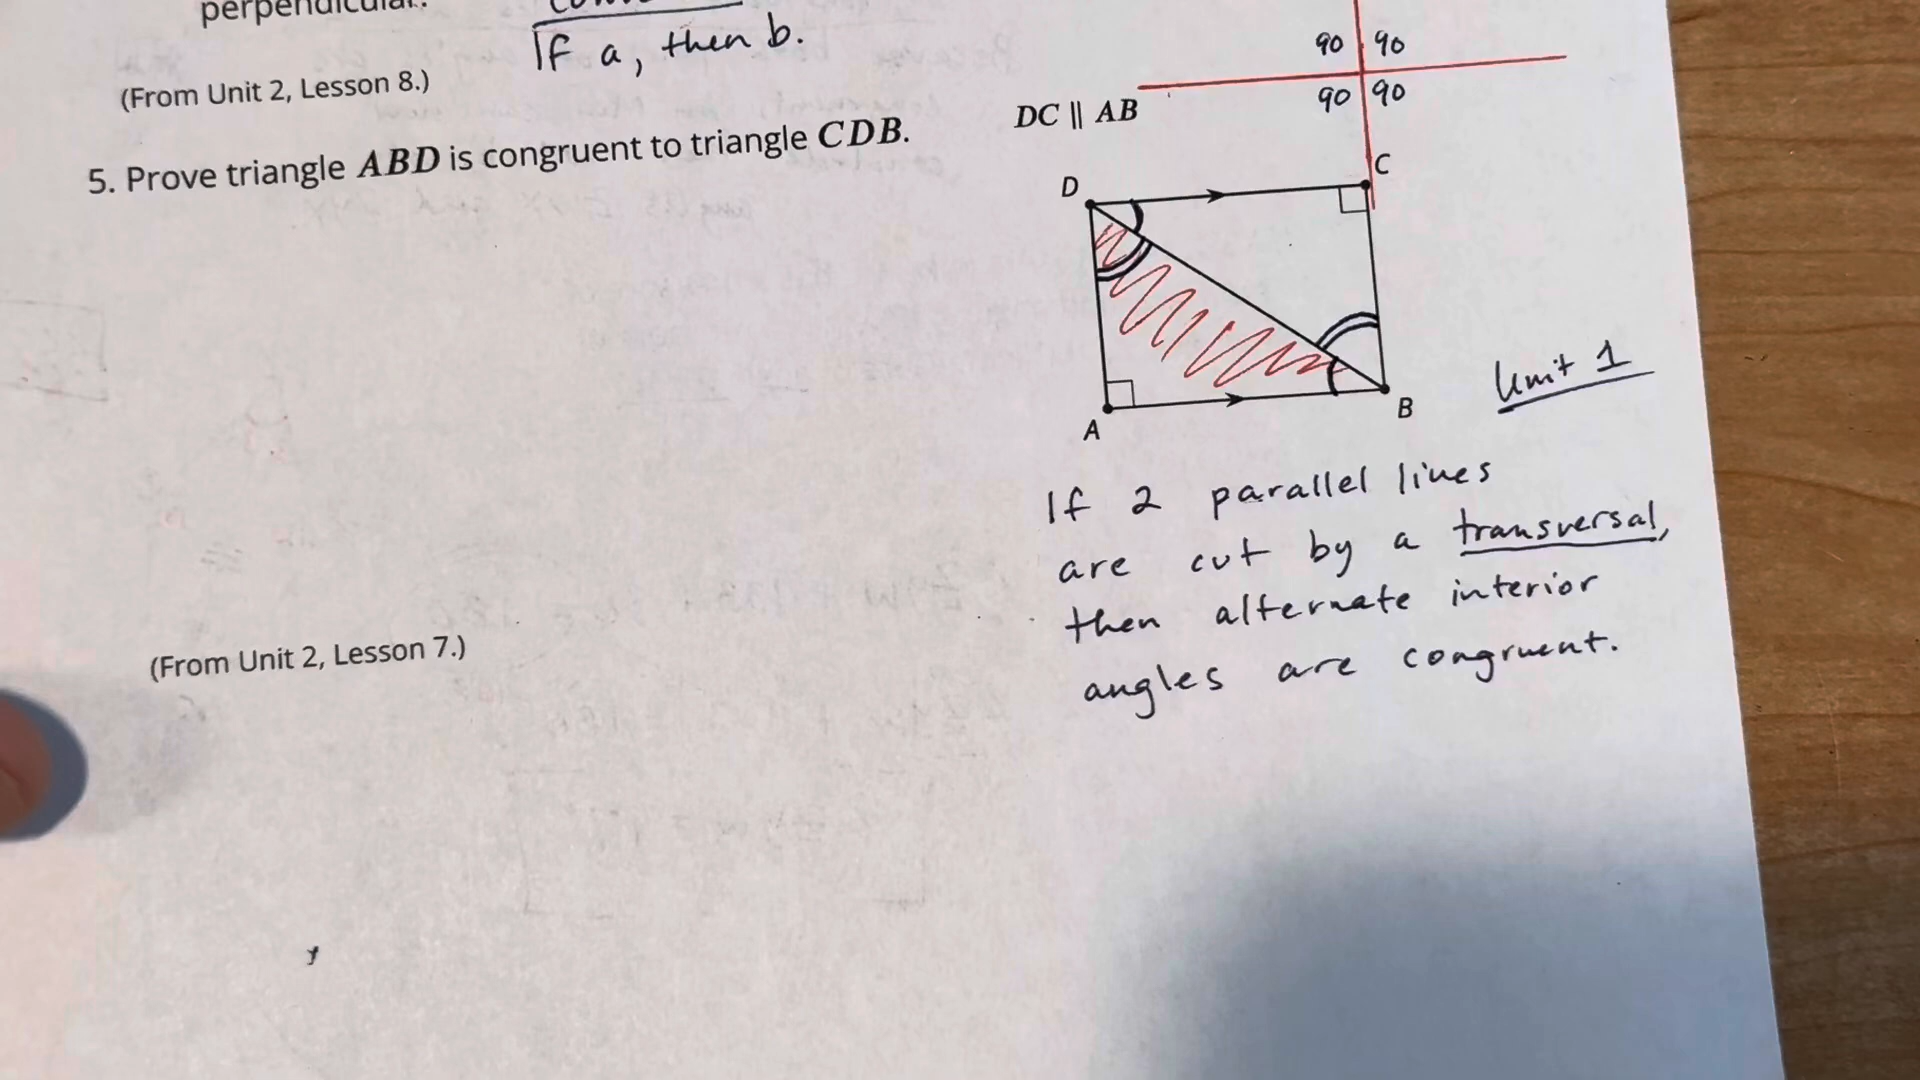 perpendicular.
If a, then b.
(From Unit 2, Lesson 8.)
5. Prove triangle ABD is congruent to triangle CDB.
DC ∥ AB
90 90
90 90
D
C
A
B
Unit 1
If 2 parallel lines
are cut by a transversal,
then alternate interior
angles are congruent.
(From Unit 2, Lesson 7.)